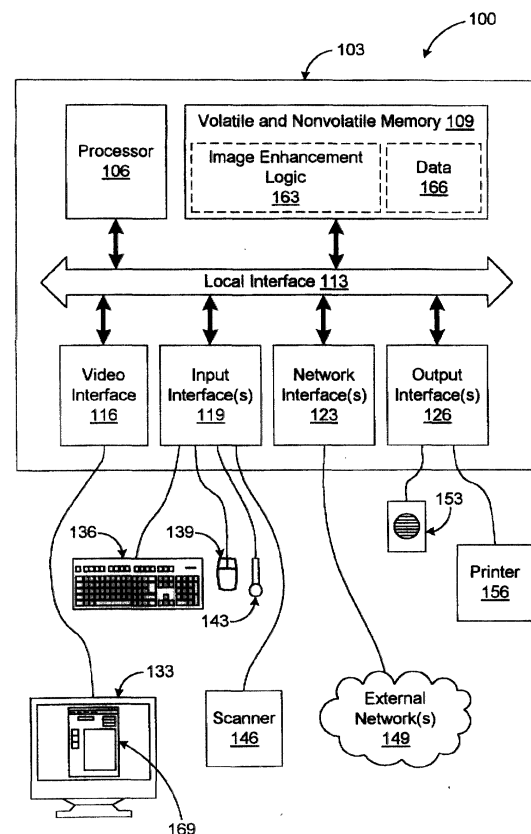 100
103
Processor
106
Volatile and Nonvolatile Memory 109
Image Enhancement
Logic
163
Data
166
Local Interface 113
Video
Interface
116
Input
Interface(s)
119
Network
Interface(s)
123
Output
Interface(s)
126
136
139
143
153
Printer
156
133
Scanner
146
External
Network(s)
149
169